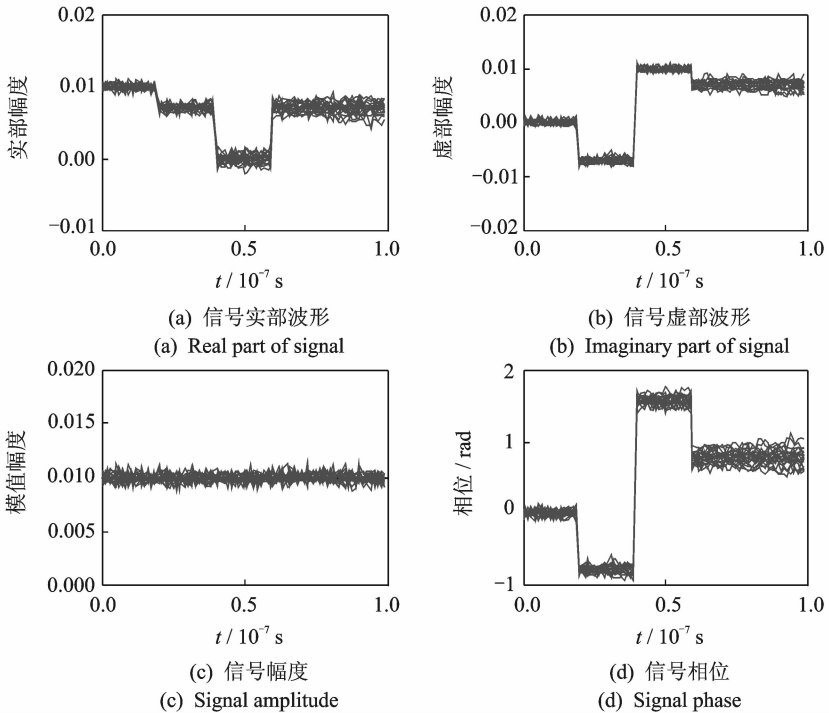 0.02
0.01
0.00
−0.01
实部幅度
0.0
0.5
1.0
t / 10⁻⁷ s
(a) 信号实部波形
(a) Real part of signal
0.02
0.01
0.00
−0.01
−0.02
虚部幅度
0.0
0.5
1.0
t / 10⁻⁷ s
(b) 信号虚部波形
(b) Imaginary part of signal
0.020
0.015
0.010
0.005
0.000
模值幅度
0.0
0.5
1.0
t / 10⁻⁷ s
(c) 信号幅度
(c) Signal amplitude
2
1
0
−1
相位 / rad
0.0
0.5
1.0
t / 10⁻⁷ s
(d) 信号相位
(d) Signal phase